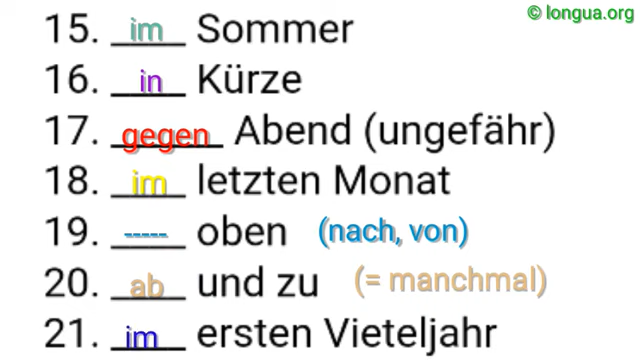 © longua.org
15. im Sommer
16. in Kürze
17. gegen Abend (ungefähr)
18. im letzten Monat
19. ----- oben (nach, von)
20. ab und zu (= manchmal)
21. im ersten Vieteljahr